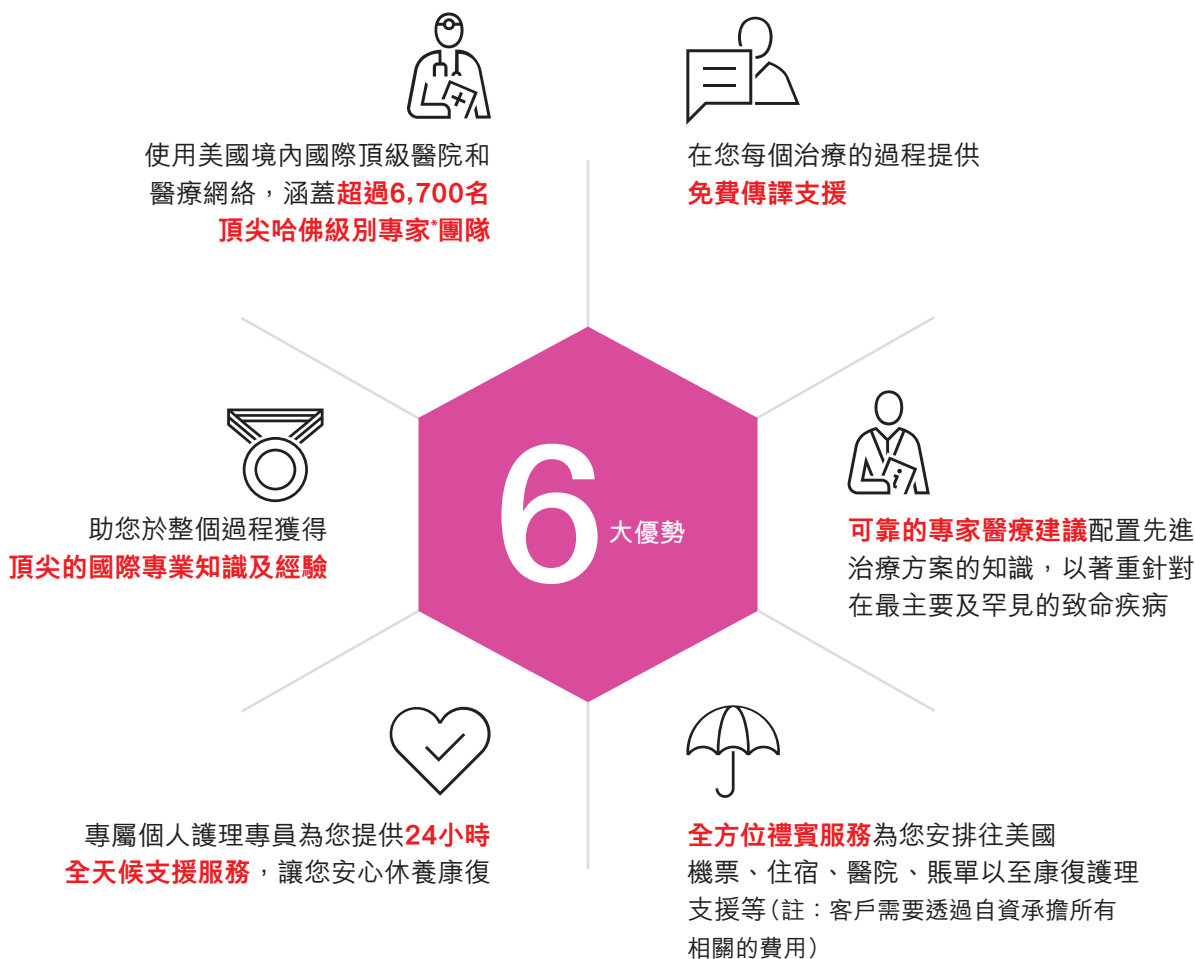 使用美國境內國際頂級醫院和
醫療網絡，涵蓋超過6,700名
頂尖哈佛級別專家*團隊
在您每個治療的過程提供
免費傳譯支援
助您於整個過程獲得
頂尖的國際專業知識及經驗
6大優勢
可靠的專家醫療建議配置先進
治療方案的知識，以著重針對
在最主要及罕見的致命疾病
專屬個人護理專員為您提供24小時
全天候支援服務，讓您安心休養康復
全方位禮賓服務為您安排往美國
機票、住宿、醫院、賬單以至康復護理
支援等(註：客戶需要透過自資承擔所有
相關的費用)
i